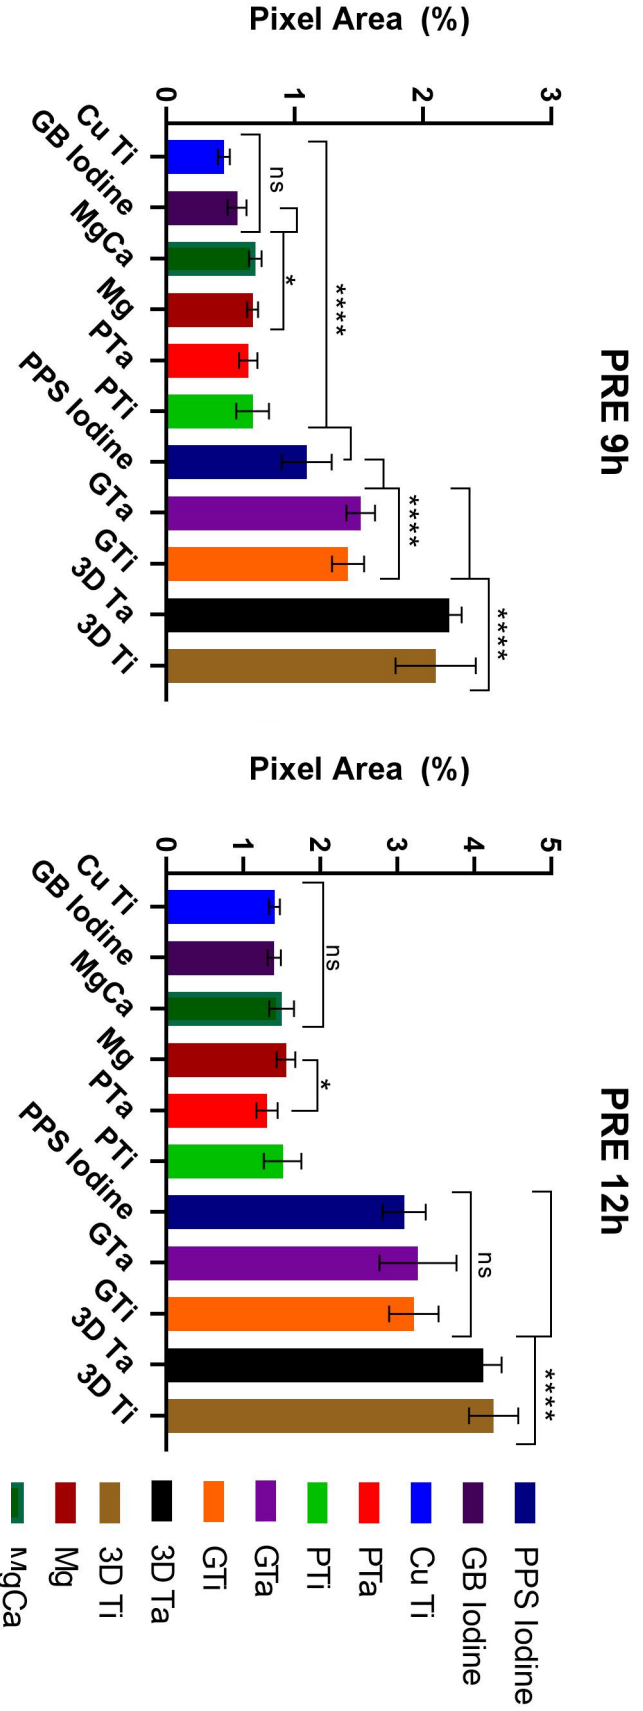 PRE 9h
Pixel Area (%)
3
2
1
0
ns
*
****
****
****
Cu Ti
GB Iodine
MgCa
Mg
PTa
PTi
PPS Iodine
GTa
GTi
3D Ta
3D Ti
PRE 12h
Pixel Area (%)
5
4
3
2
1
0
ns
*
ns
****
Cu Ti
GB Iodine
MgCa
Mg
PTa
PTi
PPS Iodine
GTa
GTi
3D Ta
3D Ti
PPS Iodine
GB Iodine
Cu Ti
PTa
PTi
GTa
GTi
3D Ta
3D Ti
Mg
MgCa